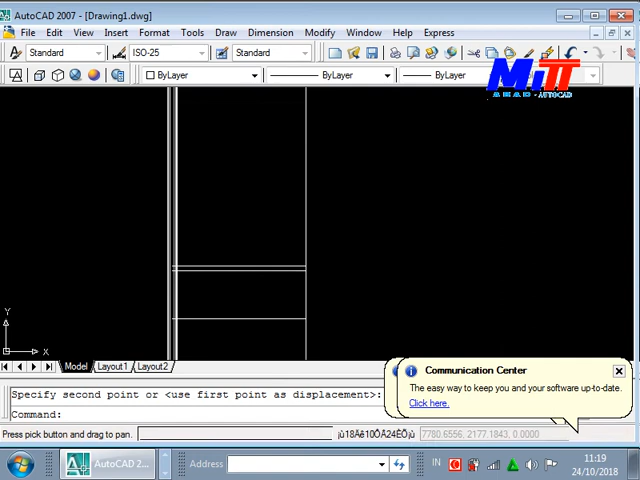 AutoCAD 2007 - [Drawing1.dwg]
File Edit View Insert Format Tools Draw Dimension Modify Window Help Express
Standard ISO-25 Standard
ByLayer ByLayer ByLayer
MiTT
Y
X
Model Layout1 Layout2
Communication Center
The easy way to keep you and your software up-to-date.
Click here.
Specify second point or <use first point as displacement>:
Command:
Press pick button and drag to pan.
7780.6556, 2177.1843, 0.0000
AutoCAD 2...
Address
IN
11:19
24/10/2018